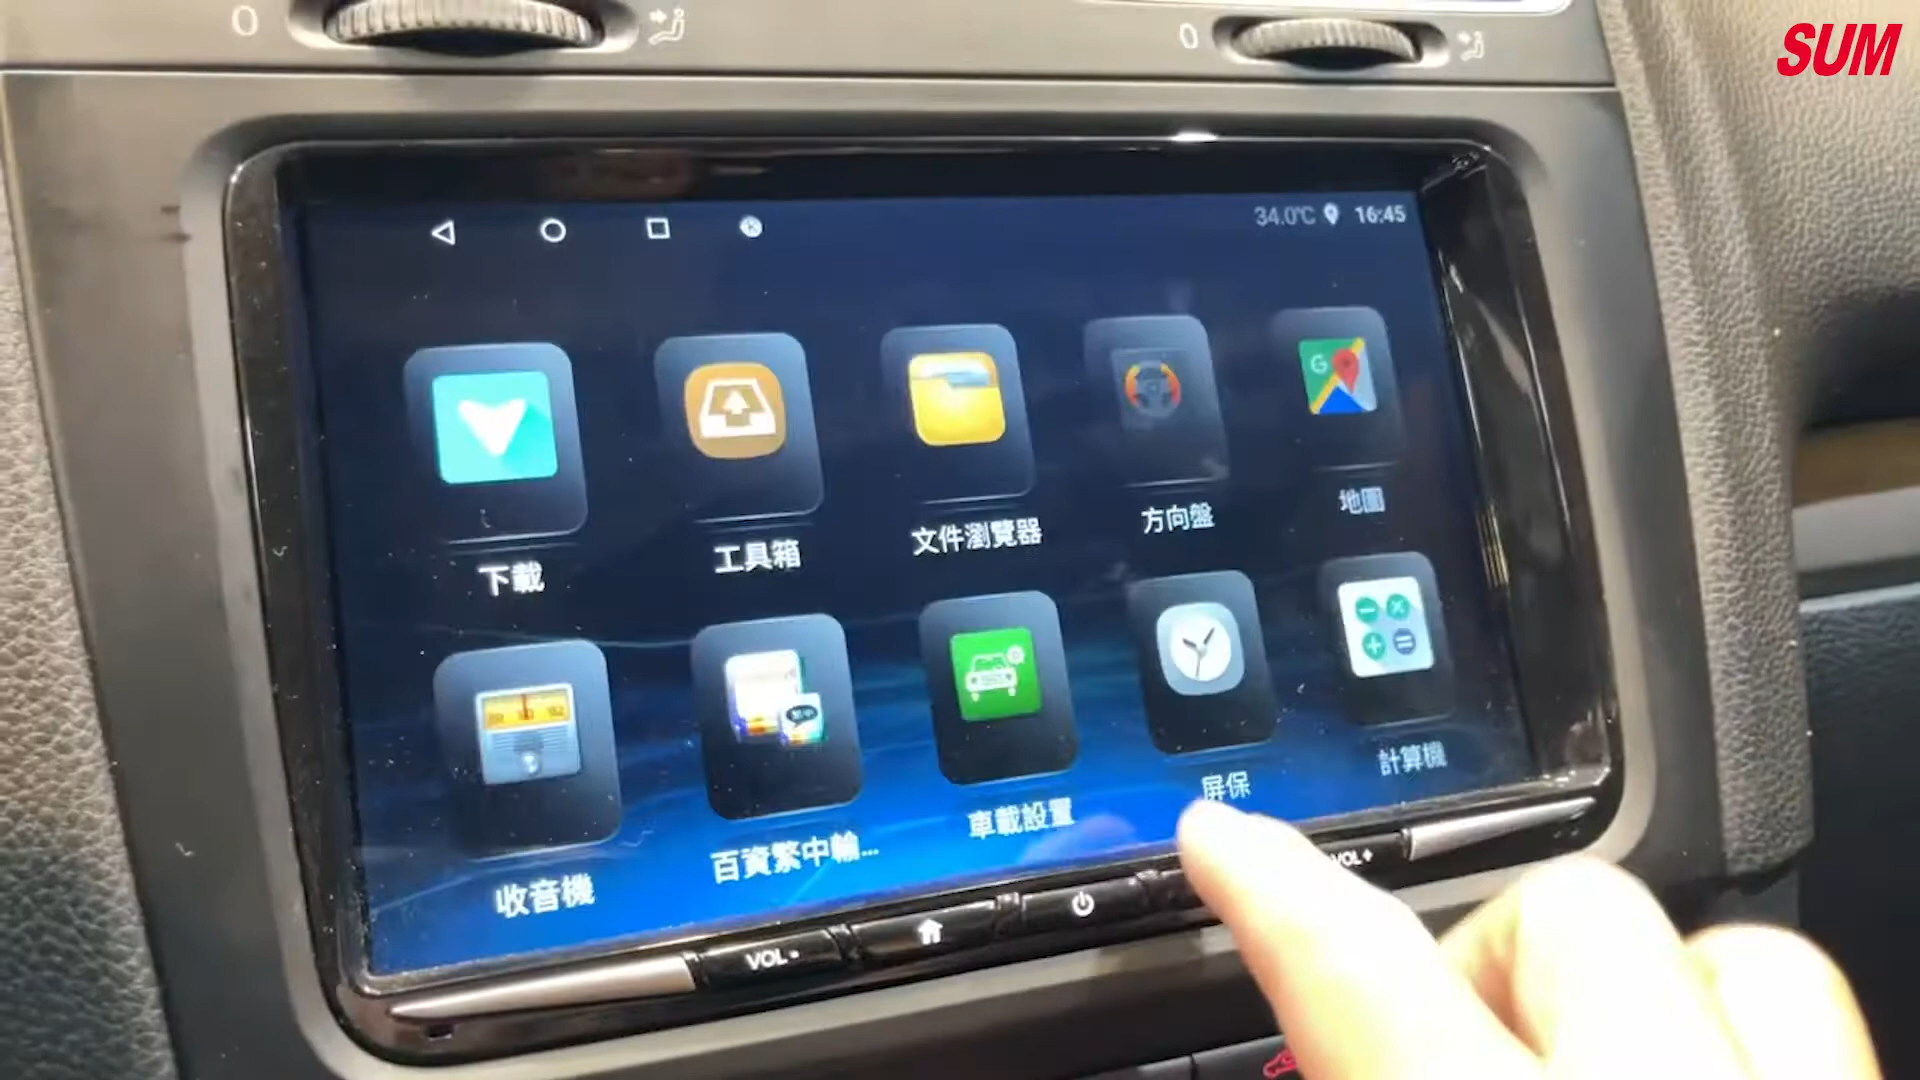 SUM
0
0
34.0℃ 16:45
下載
工具箱
文件瀏覽器
方向盤
地圖
收音機
百資繁中輸...
車載設置
屏保
計算機
VOL-
VOL+